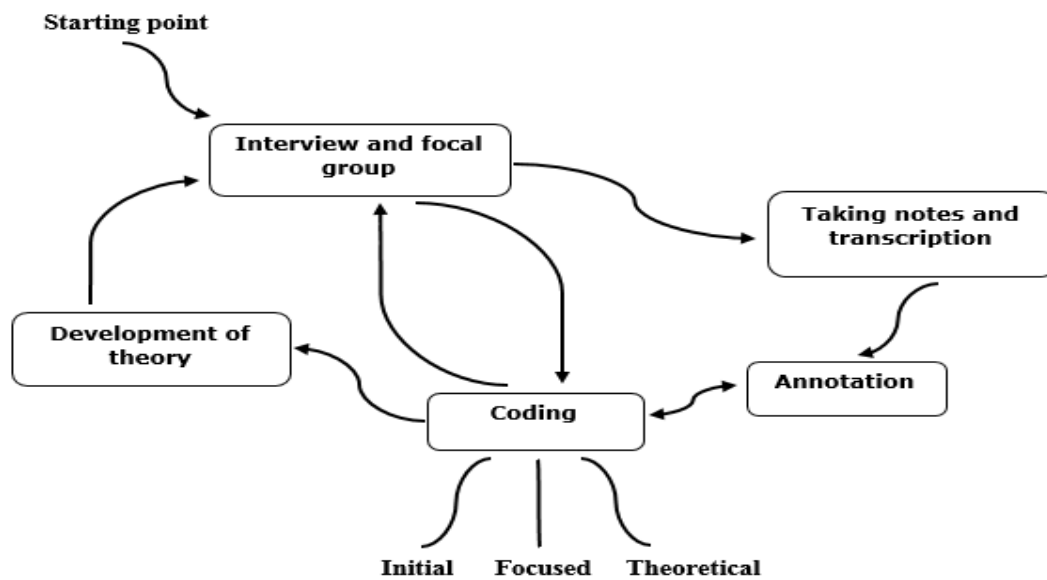 Starting point
Interview and focal
group
Taking notes and
transcription
Development of
theory
Annotation
Coding
Initial
Focused
Theoretical